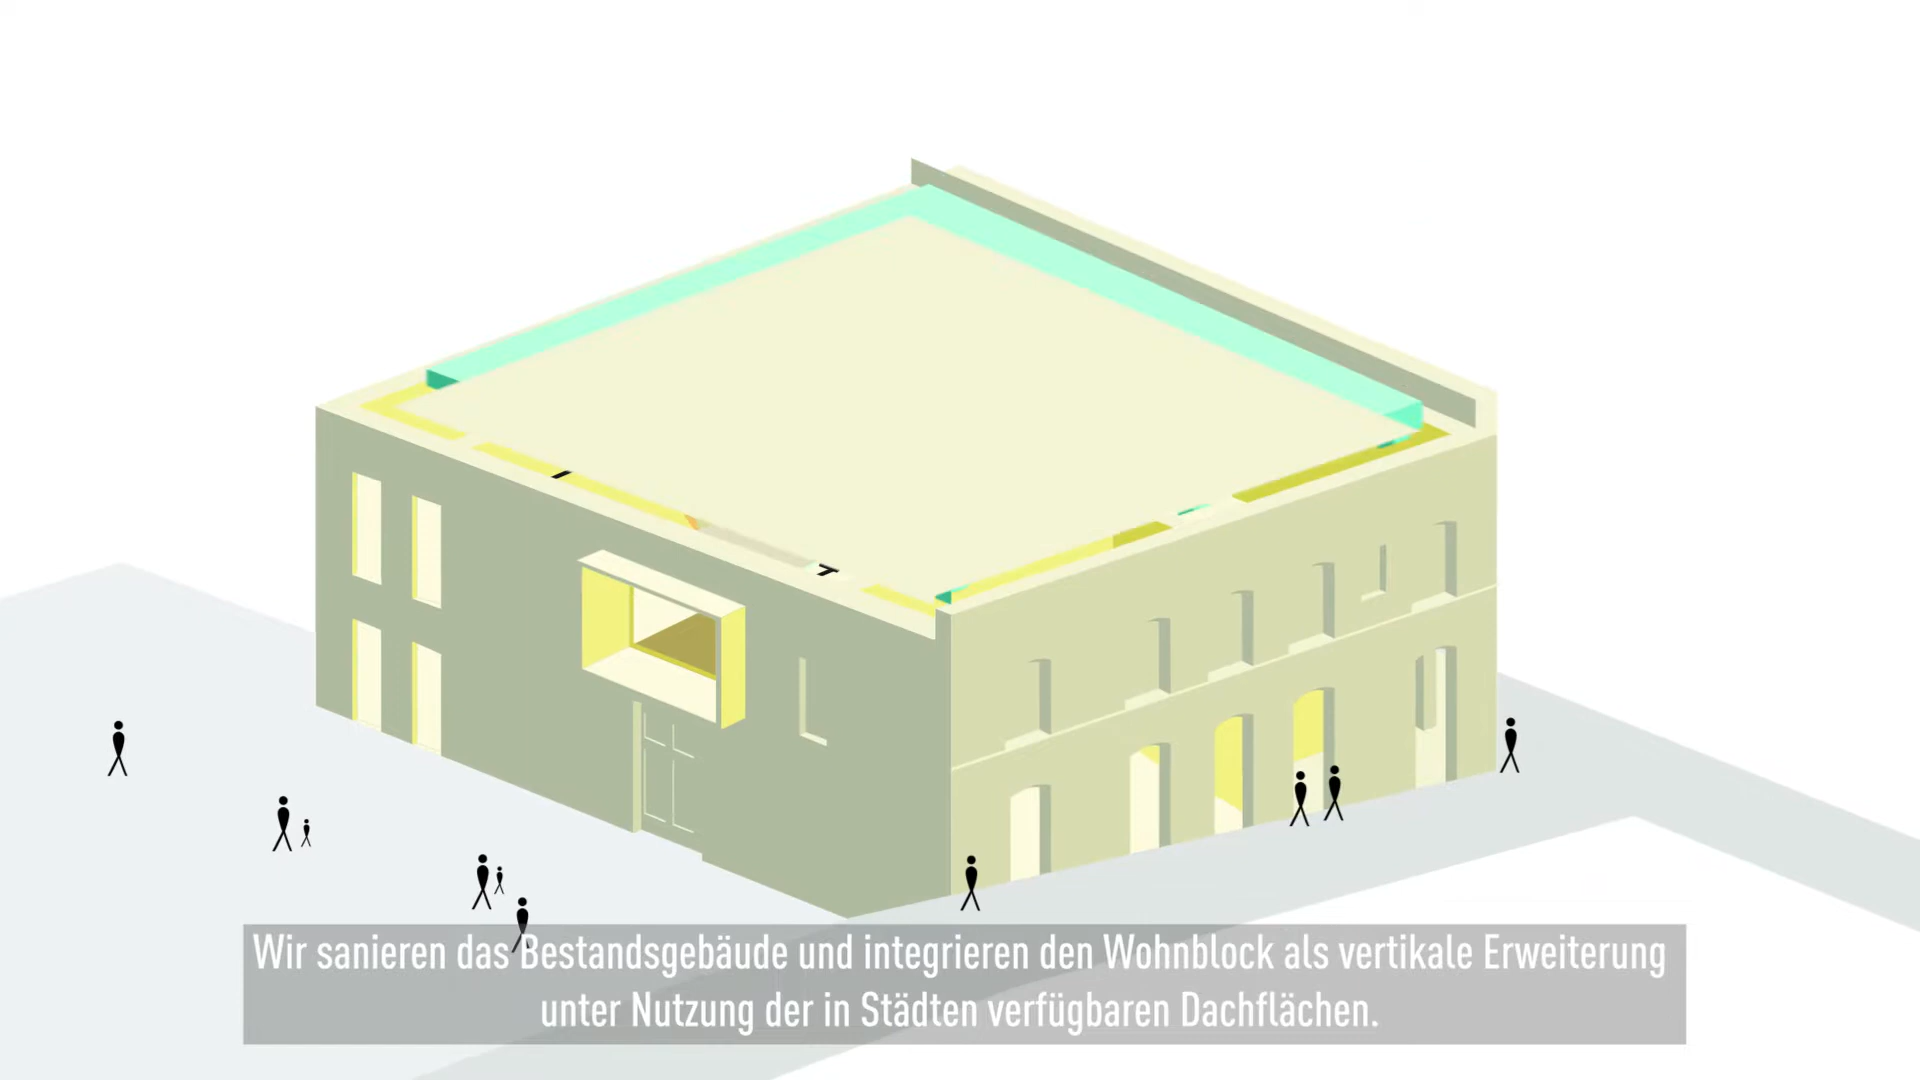 Wir sanieren das Bestandsgebäude und integrieren den Wohnblock als vertikale Erweiterung
unter Nutzung der in Städten verfügbaren Dachflächen.